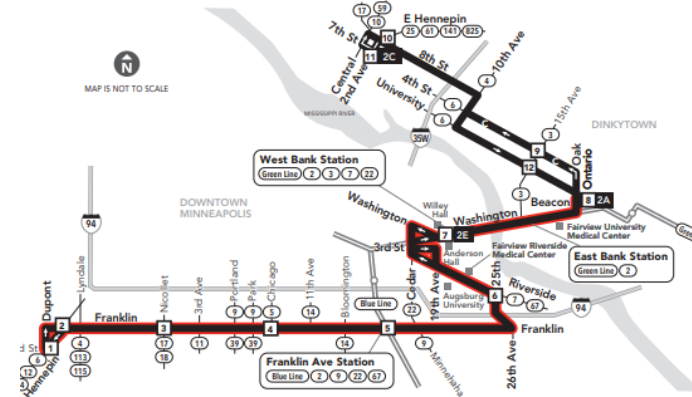 17
59
10
E Hennepin
7th St
10
25 61 141 825
11 2C
8th St
Central
2nd Ave
10th Ave
4
4th St
6
University
6
N
MAP IS NOT TO SCALE
MISSISSIPPI RIVER
35W
15th Ave
3
DINKYTOWN
C
9
12
C
Oak
Ontario
3
Beacon
8 2A
West Bank Station
Green Line 2 3 7 22
DOWNTOWN
MINNEAPOLIS
94
Washington
Willey
Hall
Washington
7 2E
Fairview University
Medical Center
3rd St
Anderson
Hall
Fairview Riverside
Medical Center
East Bank Station
Green Line 2
Cedar
19th Ave
25th
Augsburg
University
6
Riverside
7
67
94
22
Blue Line
Dupont
Lyndale
Nicollet
3rd Ave
Portland
Park
Chicago
11th Ave
Bloomington
9 9 5
14
2
Franklin
3
4
5
Franklin
1
6
12
Hennepin
4
113
115
17
18
11
39
39
14
9
Minnehaha
26th Ave
Franklin Ave Station
Blue Line 2 9 22 67